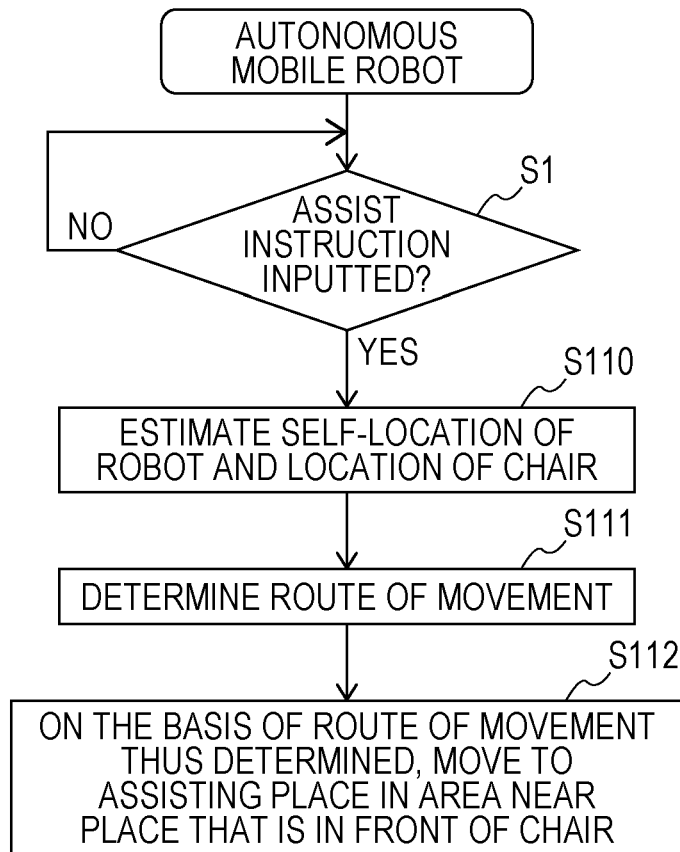 AUTONOMOUS
MOBILE ROBOT
S1
ASSIST
INSTRUCTION
INPUTTED?
NO
YES
S110
ESTIMATE SELF-LOCATION OF
ROBOT AND LOCATION OF CHAIR
S111
DETERMINE ROUTE OF MOVEMENT
S112
ON THE BASIS OF ROUTE OF MOVEMENT
THUS DETERMINED, MOVE TO
ASSISTING PLACE IN AREA NEAR
PLACE THAT IS IN FRONT OF CHAIR